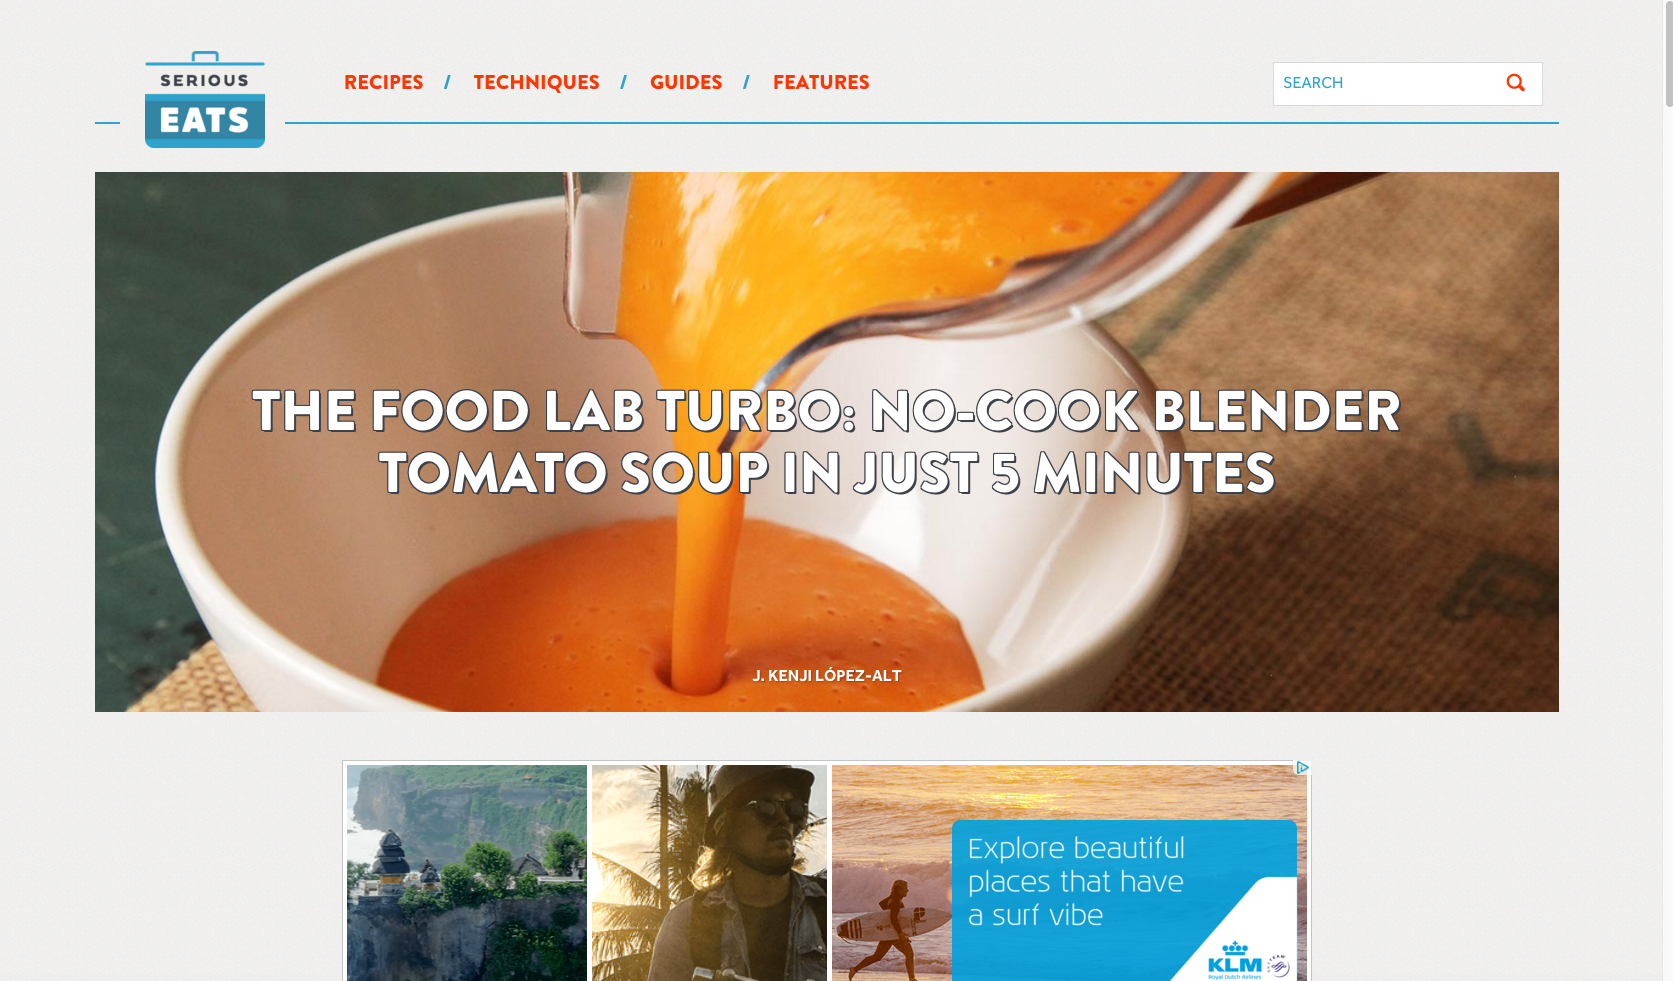 SERIOUS
EATS
RECIPES / TECHNIQUES / GUIDES / FEATURES
SEARCH
THE FOOD LAB TURBO: NO-COOK BLENDER
TOMATO SOUP IN JUST 5 MINUTES
J. KENJI LÓPEZ-ALT
Explore beautiful
places that have
a surf vibe
KLM
Royal Dutch Airlines